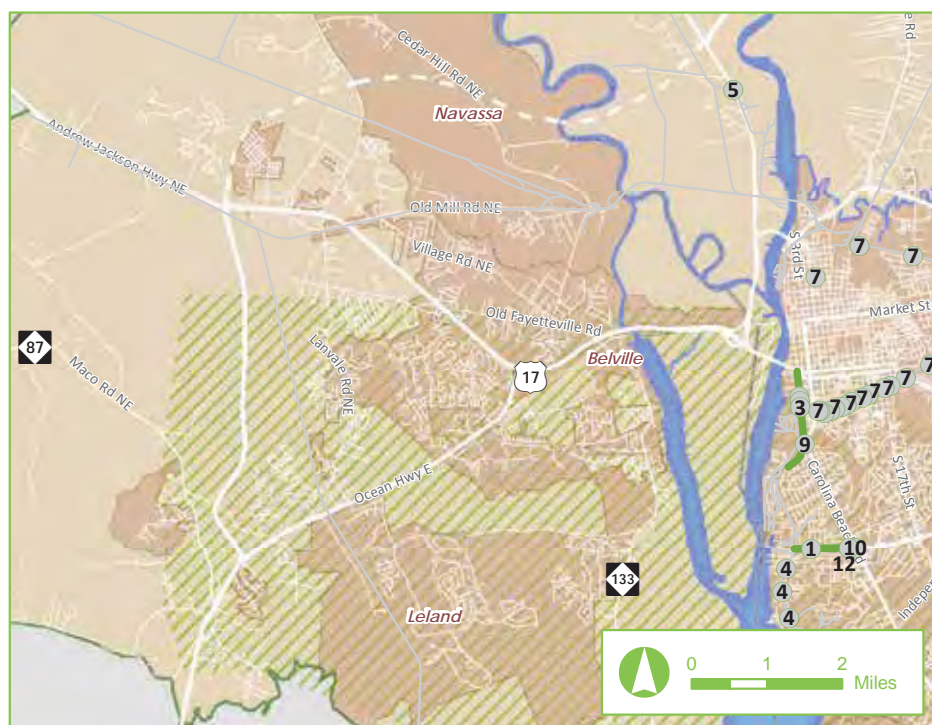 Cedar Hill Rd NE
e Rd
5
Navassa
Andrew Jackson Hwy NE
Old Mill Rd NE
S 3rd St
7
7
Village Rd NE
7
Market St
Old Fayetteville Rd
87
Lanvale Rd NE
Belville
Maco Rd NE
17
7
7
7
7
7
7
7
7
3
9
S 17th St
Carolina Beach Rd
Ocean Hwy E
1
10
12
4
133
4
Leland
4
Indepen
0 1 2
Miles